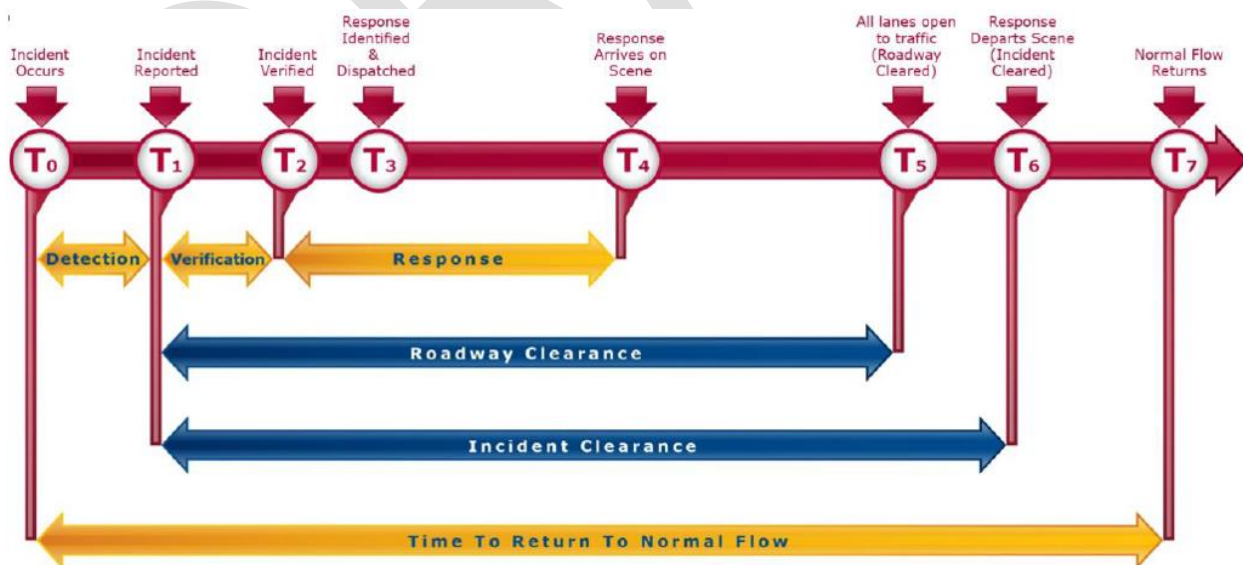 Incident
Occurs
Incident
Reported
Incident
Verified
Response
Identified
&
Dispatched
Response
Arrives on
Scene
All lanes open
to traffic
(Roadway
Cleared)
Response
Departs Scene
(Incident
Cleared)
Normal Flow
Returns
T0
T1
T2
T3
T4
T5
T6
T7
Detection
Verification
Response
Roadway Clearance
Incident Clearance
Time To Return To Normal Flow